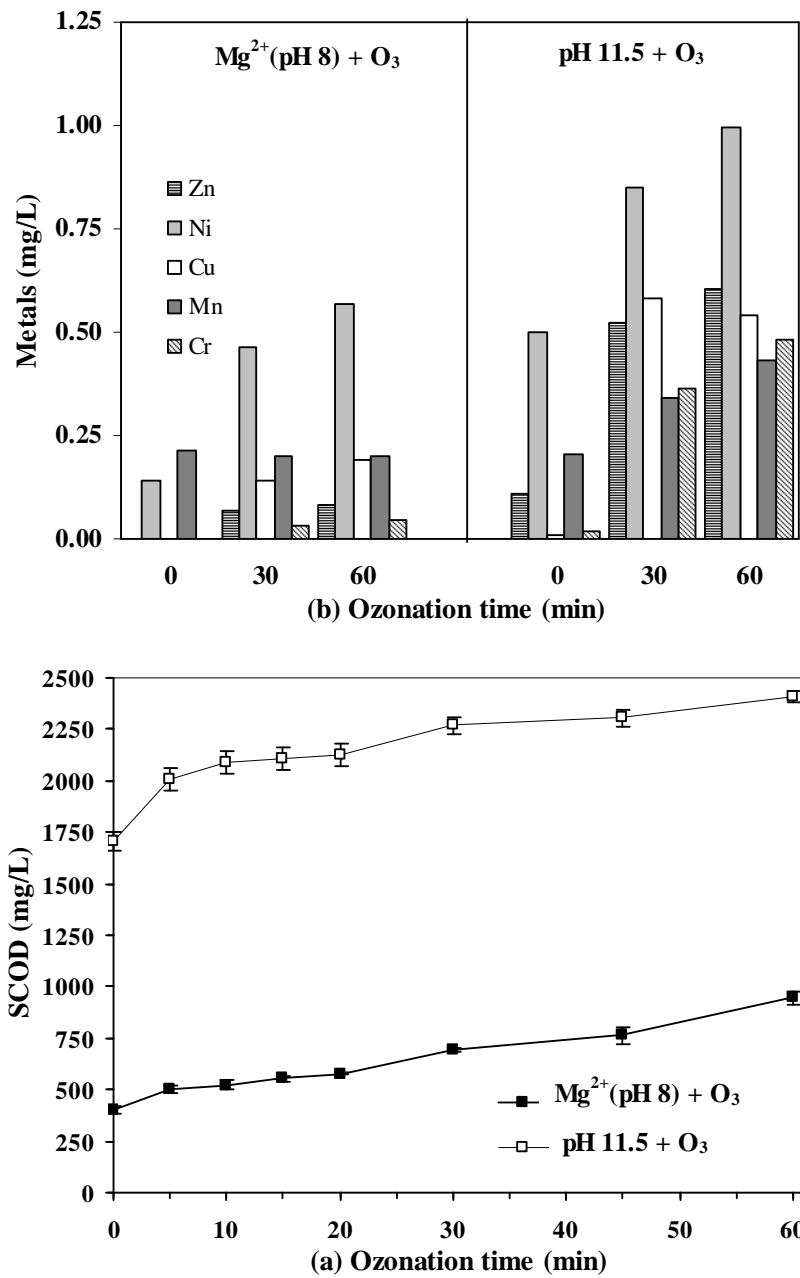 1.25
Mg²⁺(pH 8) + O₃
pH 11.5 + O₃
1.00
0.75
0.50
0.25
0.00
Metals (mg/L)
Zn
Ni
Cu
Mn
Cr
0 30 60 0 30 60
(b) Ozonation time (min)
2500
2250
2000
1750
1500
1250
1000
750
500
250
0
SCOD (mg/L)
Mg²⁺(pH 8) + O₃
pH 11.5 + O₃
0 10 20 30 40 50 60
(a) Ozonation time (min)